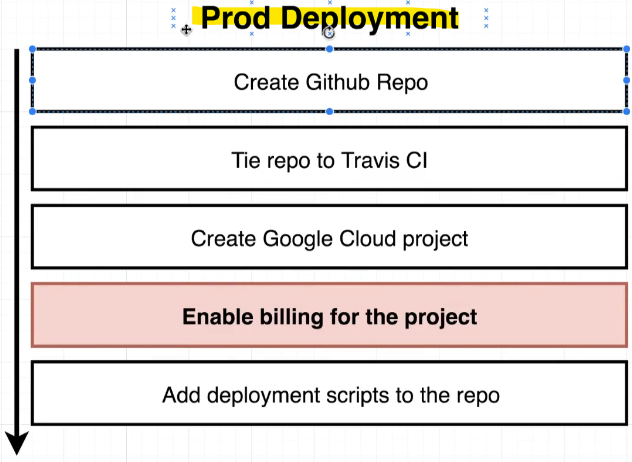 Prod Deployment
Create Github Repo
Tie repo to Travis CI
Create Google Cloud project
Enable billing for the project
Add deployment scripts to the repo